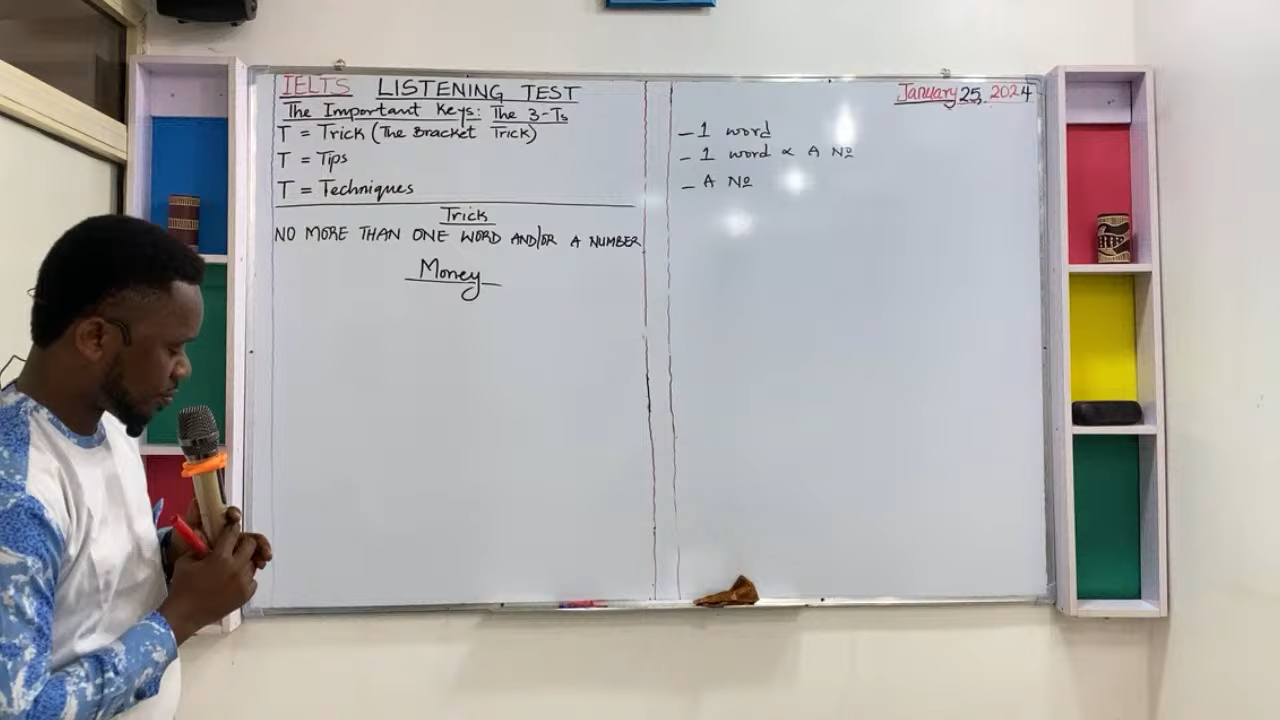 IELTS LISTENING TEST
The Important Keys: The 3-Ts
T = Trick (The Bracket Trick)
T = Tips
T = Techniques
Trick
NO MORE THAN ONE WORD AND/OR A NUMBER
Money
January 25, 2024
- 1 word
- 1 word ∝ A №
- A №